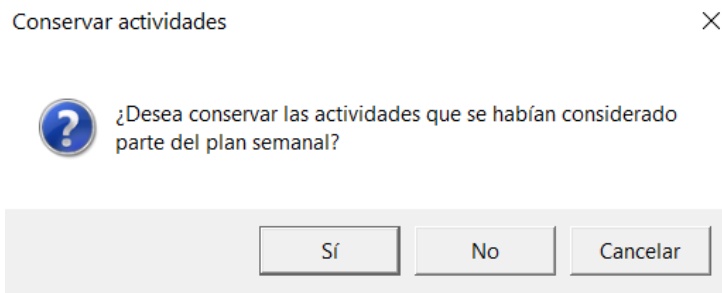 Conservar actividades
¿Desea conservar las actividades que se habían considerado
parte del plan semanal?
Sí
No
Cancelar